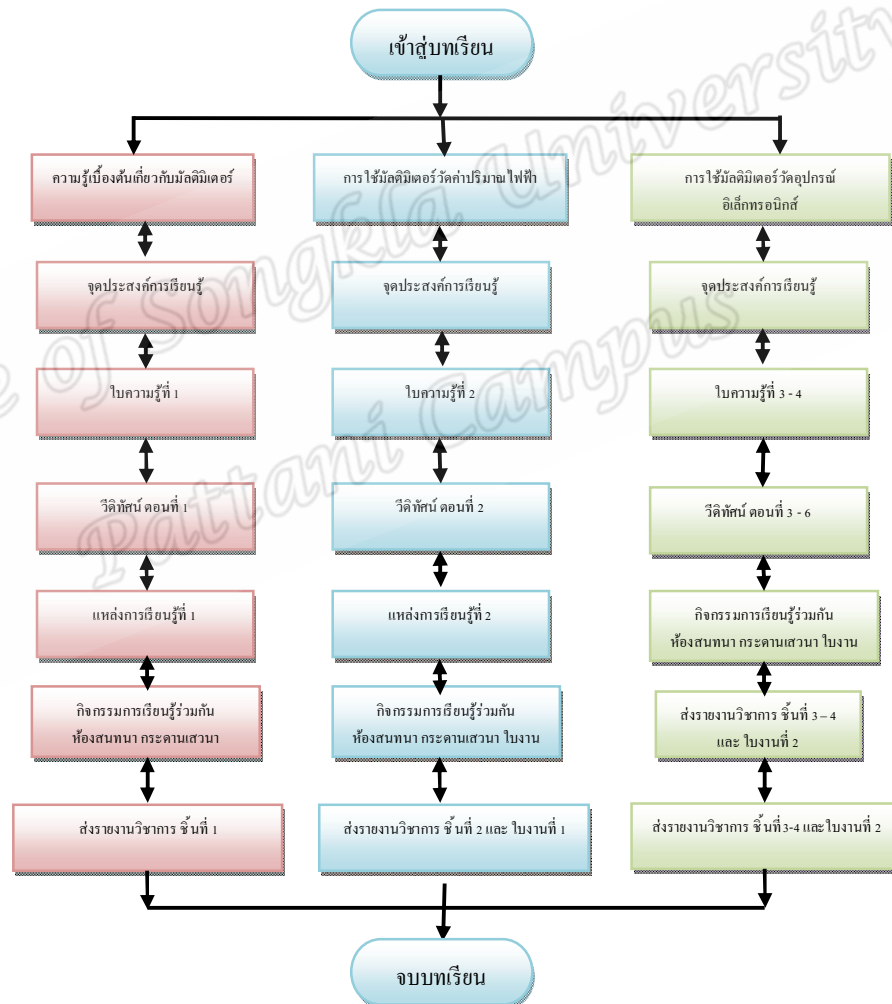 เข้าสู่บทเรียน
ความรู้เบื้องต้นเกี่ยวกับมัลติมิเตอร์
จุดประสงค์การเรียนรู้
ใบความรู้ที่ 1
วีดิทัศน์ ตอนที่ 1
แหล่งการเรียนรู้ที่ 1
กิจกรรมการเรียนรู้ร่วมกัน
ห้องสนทนา กระดานเสวนา
ส่งรายงานวิชาการ ชิ้นที่ 1
การใช้มัลติมิเตอร์วัดค่าปริมาณไฟฟ้า
จุดประสงค์การเรียนรู้
ใบความรู้ที่ 2
วีดิทัศน์ ตอนที่ 2
แหล่งการเรียนรู้ที่ 2
กิจกรรมการเรียนรู้ร่วมกัน
ห้องสนทนา กระดานเสวนา ใบงาน
ส่งรายงานวิชาการ ชิ้นที่ 2 และ ใบงานที่ 1
การใช้มัลติมิเตอร์วัดอุปกรณ์
อิเล็กทรอนิกส์
จุดประสงค์การเรียนรู้
ใบความรู้ที่ 3 - 4
วีดิทัศน์ ตอนที่ 3 - 6
กิจกรรมการเรียนรู้ร่วมกัน
ห้องสนทนา กระดานเสวนา ใบงาน
ส่งรายงานวิชาการ ชิ้นที่ 3 – 4
และ ใบงานที่ 2
ส่งรายงานวิชาการ ชิ้นที่ 3-4 และใบงานที่ 2
จบบทเรียน
e of Songkla University
Pattani Campus